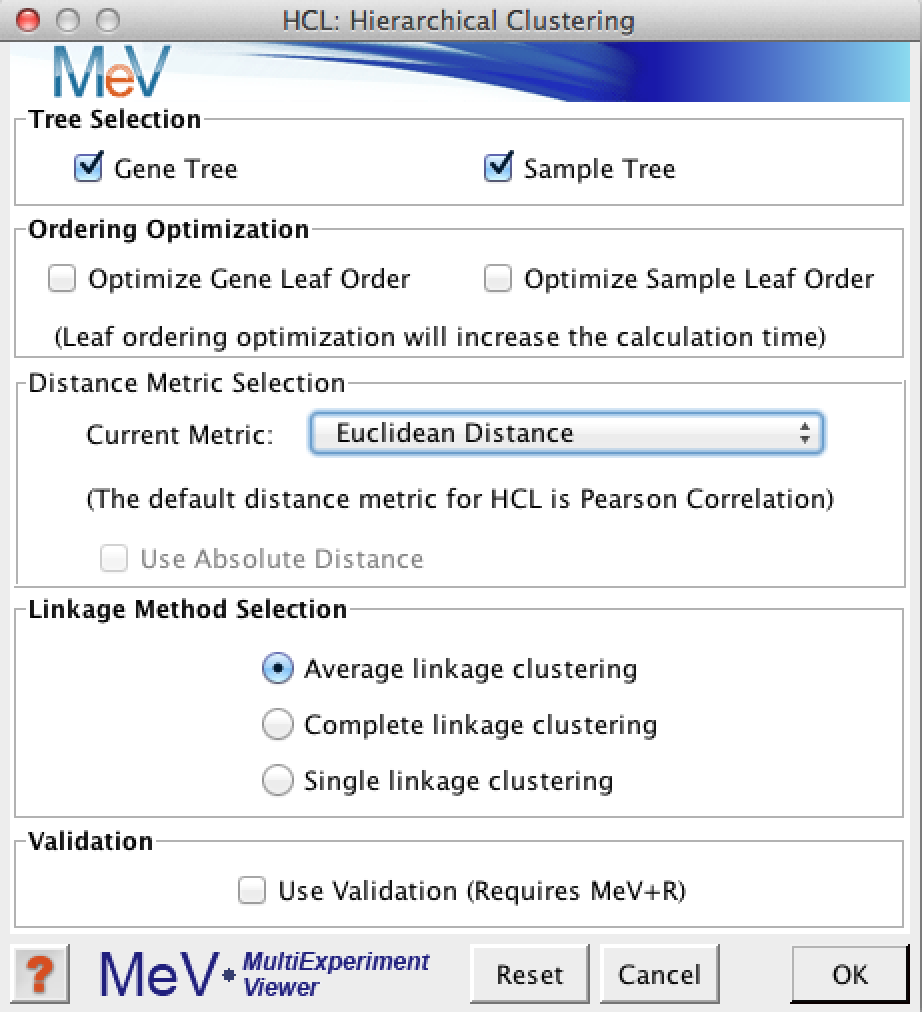 HCL: Hierarchical Clustering
MeV
Tree Selection
Gene Tree Sample Tree
Ordering Optimization
Optimize Gene Leaf Order Optimize Sample Leaf Order
(Leaf ordering optimization will increase the calculation time)
Distance Metric Selection
Current Metric: Euclidean Distance
(The default distance metric for HCL is Pearson Correlation)
Use Absolute Distance
Linkage Method Selection
Average linkage clustering
Complete linkage clustering
Single linkage clustering
Validation
Use Validation (Requires MeV+R)
? MeV • MultiExperiment
Viewer
Reset Cancel OK